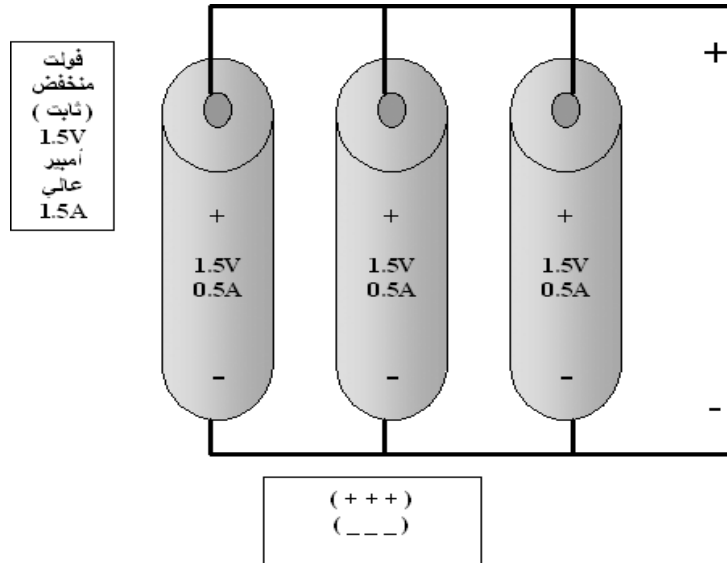 فولت
منخفض
( ثابت )
1.5V
أمبير
عالي
1.5A
+
1.5V
0.5A
-
+
1.5V
0.5A
-
+
1.5V
0.5A
-
+
-
( + + + )
( _ _ _ )